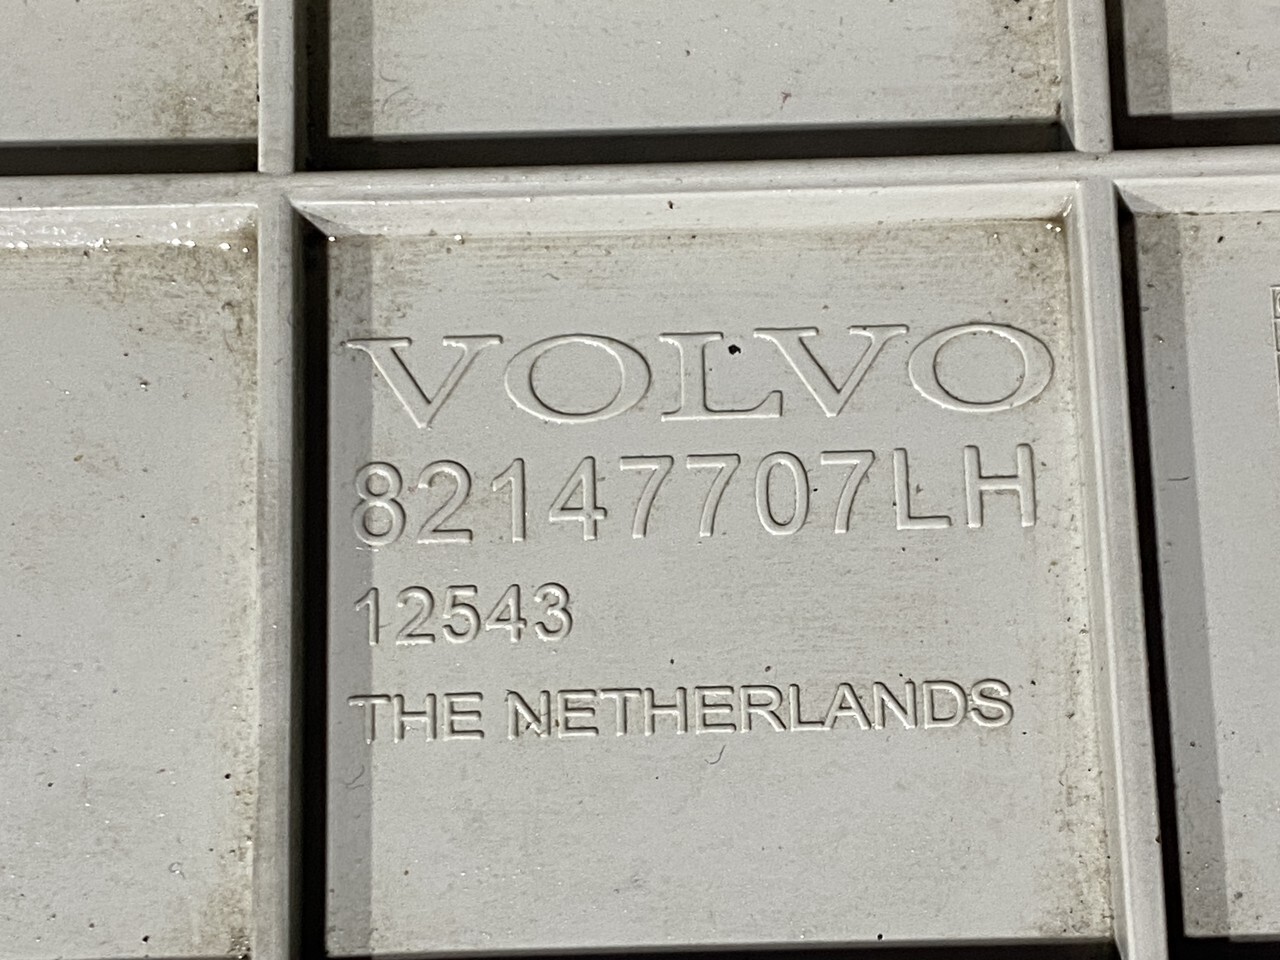 VOLVO
82147707LH
12543
THE NETHERLANDS